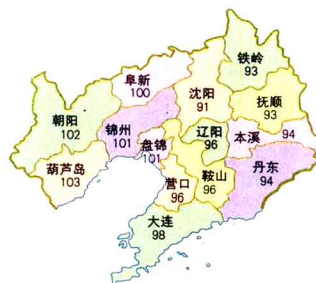 铁岭
93
阜新
100
沈阳
91
抚顺
93
朝阳
102
锦州
101
盘锦
101
辽阳
96
本溪
94
葫芦岛
103
营口
96
鞍山
96
丹东
94
大连
98